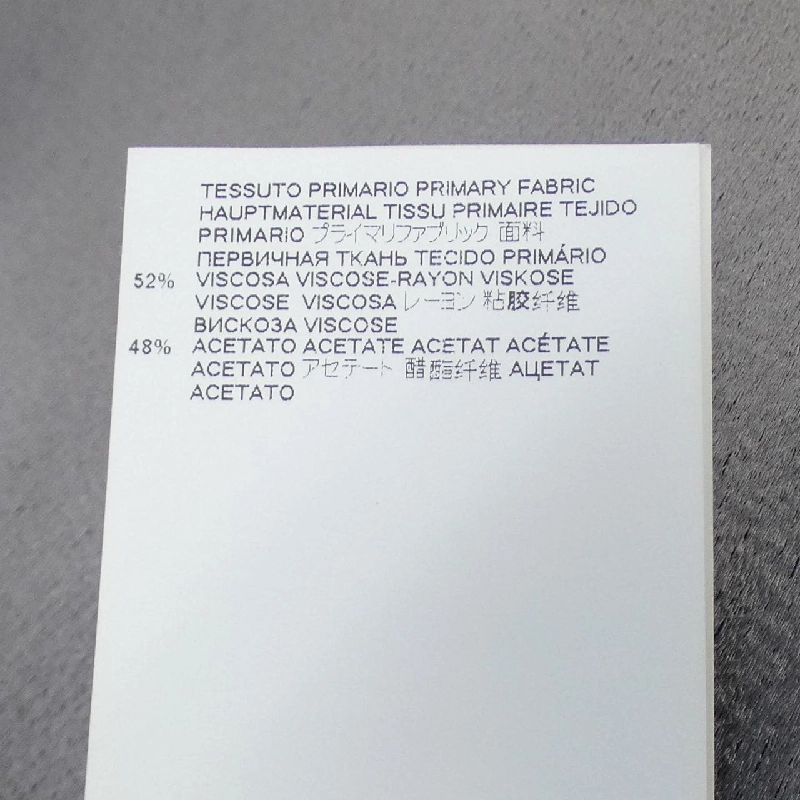 TESSUTO PRIMARIO PRIMARY FABRIC
HAUPTMATERIAL TISSU PRIMAIRE TEJIDO
PRIMARIO プライマリファブリック 面料
ПЕРВИЧНАЯ ТКАНЬ TECIDO PRIMÁRIO
52% VISCOSA VISCOSE-RAYON VISKOSE
VISCOSE VISCOSA レーヨン 粘胶纤维
ВИСКОЗА VISCOSE
48% ACETATO ACETATE ACETAT ACÉTATE
ACETATO アセテート 醋酯纤维 АЦЕТАТ
ACETATO